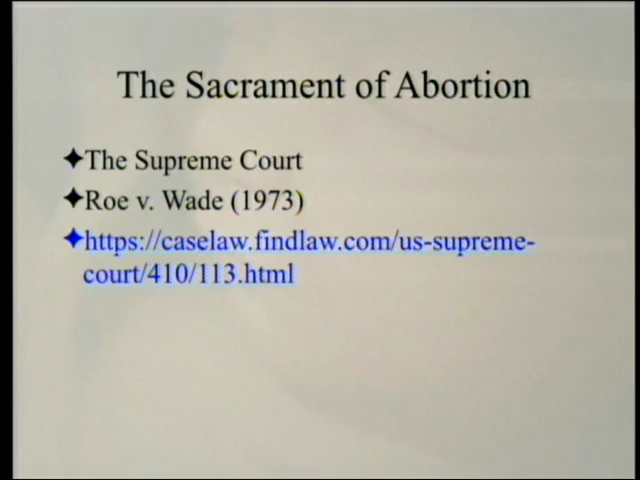 The Sacrament of Abortion
✦The Supreme Court
✦Roe v. Wade (1973)
✦https://caselaw.findlaw.com/us-supreme-
court/410/113.html